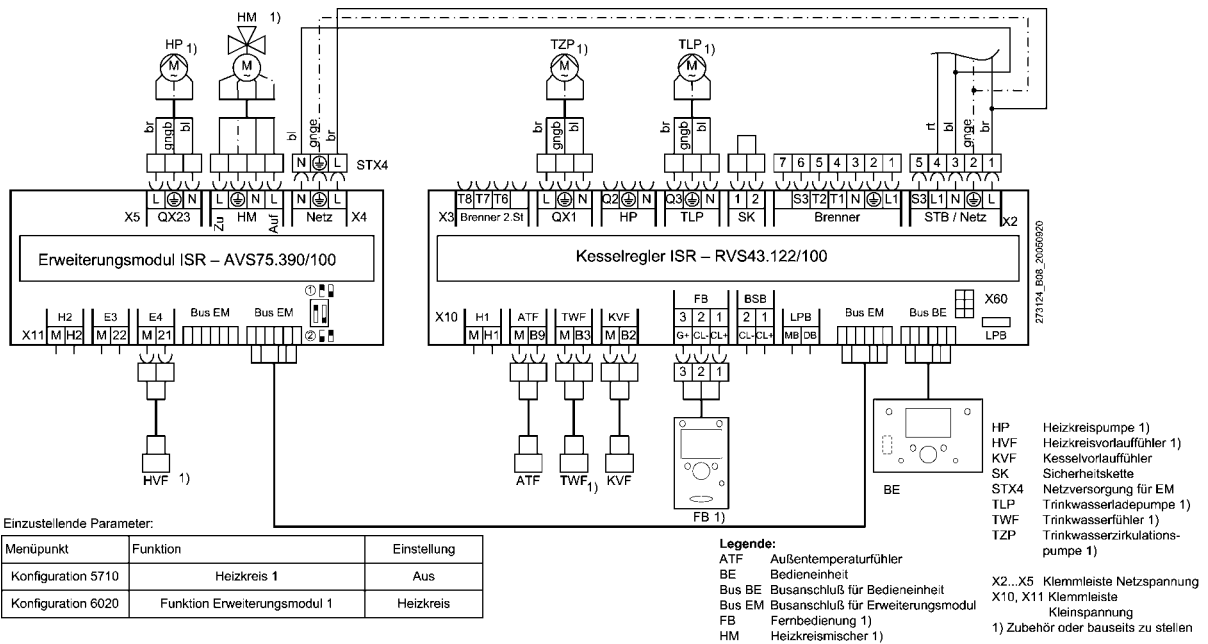 HM 1)
HP 1)
TZP 1)
TLP 1)
M ~
M ~
M ~
M ~
br gngb bl
bl gnge br
br gngb bl
br gngb bl
rt bl gnge br
N L STX4
7 6 5 4 3 2 1
5 4 3 2 1
X5 L N QX23
L N L
Zu HM Auf
N L
Netz X4
X3 T8 T7 T6
Brenner 2.St
L N
QX1
Q2 N
HP
Q3 N
TLP
1 2
SK
S3 T2 T1 N L1
Brenner
S3 L1 N L
STB / Netz
X2
Erweiterungsmodul ISR – AVS75.390/100
Kesselregler ISR – RVS43.122/100
273124_B08_20050920
1
2
H2 E3 E4 Bus EM Bus EM
X11 M H2 M 22 M 21
X10 H1 ATF TWF KVF
M H1 M B9 M B3 M B2
FB
3 2 1
G+ CL- CL+
BSB
2 1
CL- CL+
LPB
MB DB
Bus EM
Bus BE
X60
LPB
3 2 1
HVF 1)
ATF TWF 1) KVF
FB 1)
BE
HP Heizkreispumpe 1)
HVF Heizkreisvorlauffühler 1)
KVF Kesselvorlauffühler
SK Sicherheitskette
STX4 Netzversorgung für EM
TLP Trinkwasserladepumpe 1)
TWF Trinkwasserfühler 1)
TZP Trinkwasserzirkulations-
pumpe 1)
X2...X5 Klemmleiste Netzspannung
X10, X11 Klemmleiste
Kleinspannung
1) Zubehör oder bauseits zu stellen
Einzustellende Parameter:
Menüpunkt Funktion Einstellung
Konfiguration 5710 Heizkreis 1 Aus
Konfiguration 6020 Funktion Erweiterungsmodul 1 Heizkreis
Legende:
ATF Außentemperaturfühler
BE Bedieneinheit
Bus BE Busanschluß für Bedieneinheit
Bus EM Busanschluß für Erweiterungsmodul
FB Fernbedienung 1)
HM Heizkreismischer 1)